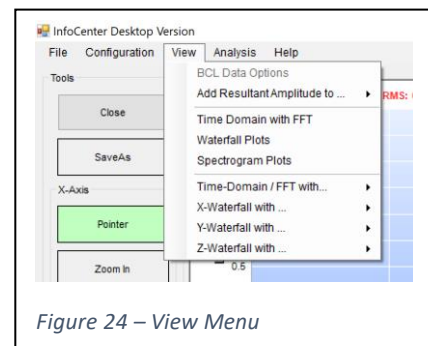 InfoCenter Desktop Version
File Configuration View Analysis Help
Tools
Close
SaveAs
X-Axis
Pointer
Zoom In
BCL Data Options
Add Resultant Amplitude to ...
Time Domain with FFT
Waterfall Plots
Spectrogram Plots
Time-Domain / FFT with...
X-Waterfall with ...
Y-Waterfall with ...
Z-Waterfall with ...
RMS:
0.5
Figure 24 – View Menu